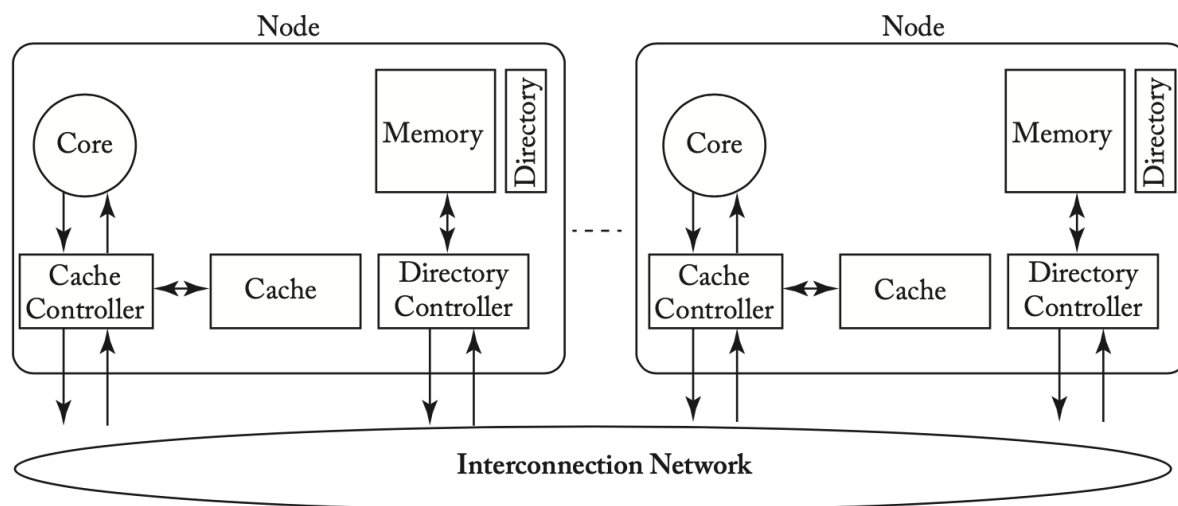 Node
Core
Memory
Directory
Cache
Controller
Cache
Directory
Controller
Node
Core
Memory
Directory
Cache
Controller
Cache
Directory
Controller
Interconnection Network